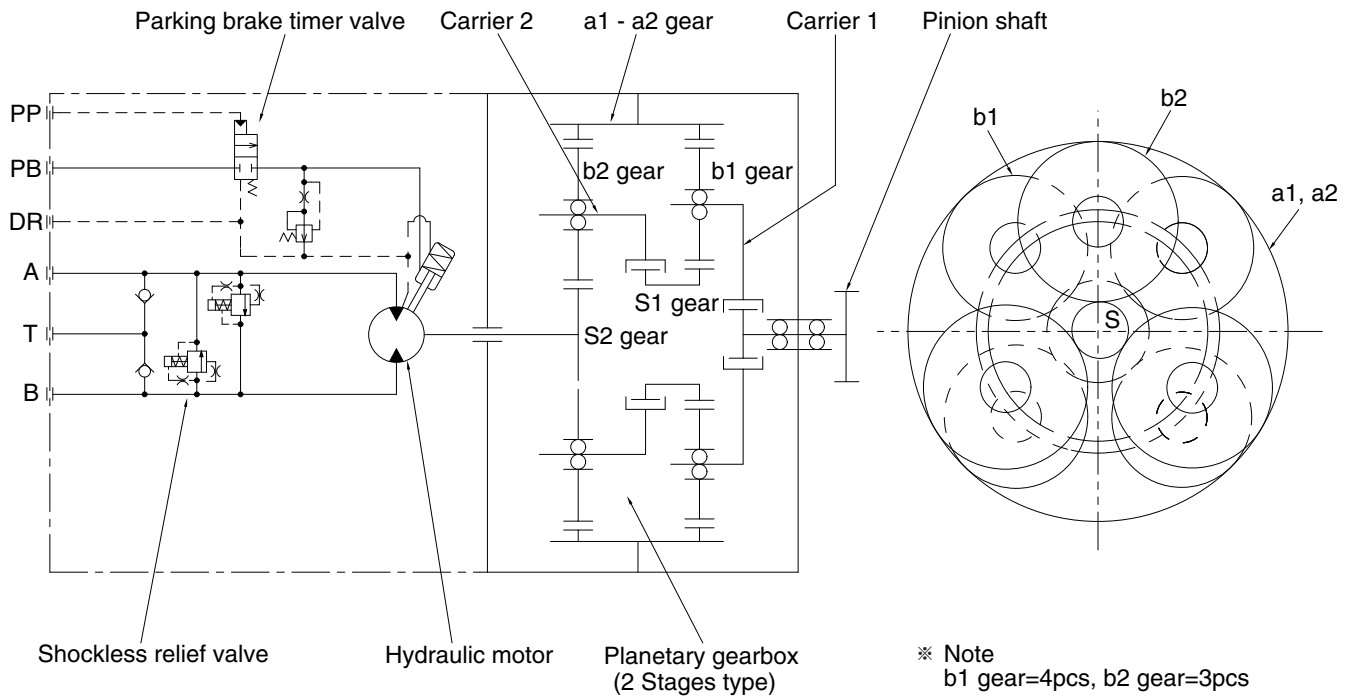 Parking brake timer valve
Carrier 2
a1 - a2 gear
Carrier 1
Pinion shaft
PP
PB
DR
A
T
B
b2 gear
b1 gear
S1 gear
S2 gear
b1
b2
a1, a2
S
Shockless relief valve
Hydraulic motor
Planetary gearbox
(2 Stages type)
※ Note
b1 gear=4pcs, b2 gear=3pcs